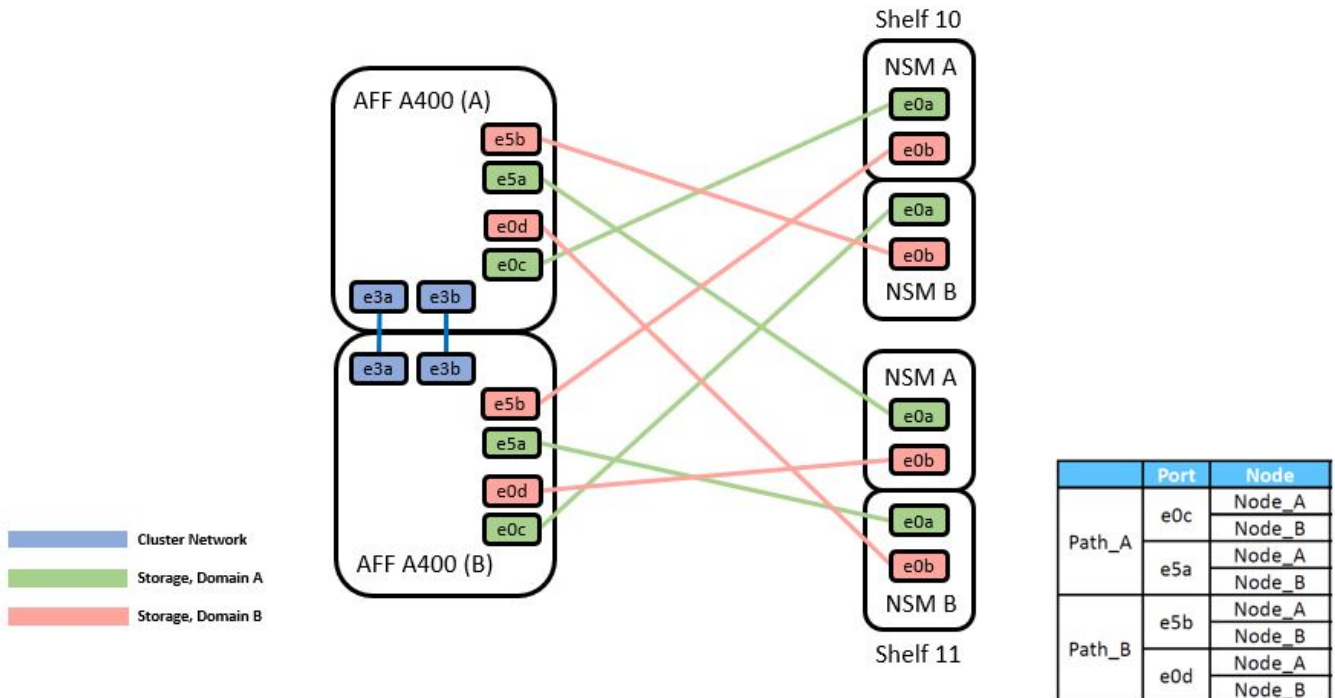 Shelf 10
NSM A
e0a
e0b
e0a
e0b
NSM B
AFF A400 (A)
e5b
e5a
e0d
e0c
e3a e3b
e3a e3b
e5b
e5a
e0d
e0c
AFF A400 (B)
NSM A
e0a
e0b
e0a
e0b
NSM B
Shelf 11
Cluster Network
Storage, Domain A
Storage, Domain B
Port Node
Path_A e0c Node_A
Node_B
e5a Node_A
Node_B
Path_B e5b Node_A
Node_B
e0d Node_A
Node_B